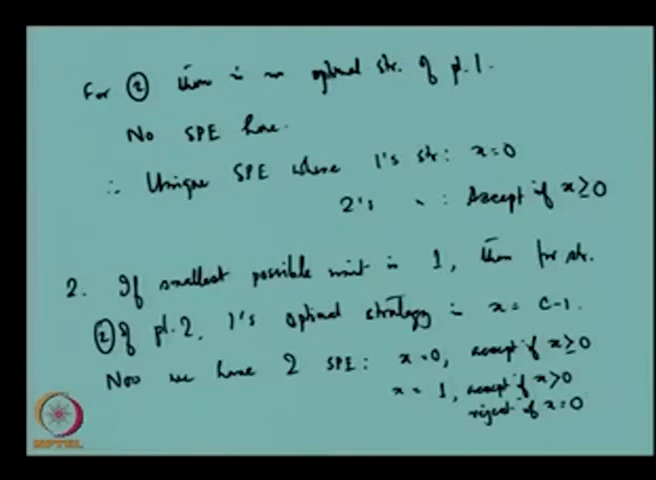 For ② there is no optimal str. of pl. 1.
No SPE here.
∴ Unique SPE where 1's str: x=0
2's " : Accept if x≥0
2. If smallest possible unit is 1, then for str.
② of pl. 2, 1's optimal strategy is x = c-1.
Now we have 2 SPE: x=0, accept if x≥0
x = 1, accept if x>0
reject if x=0
NPTEL